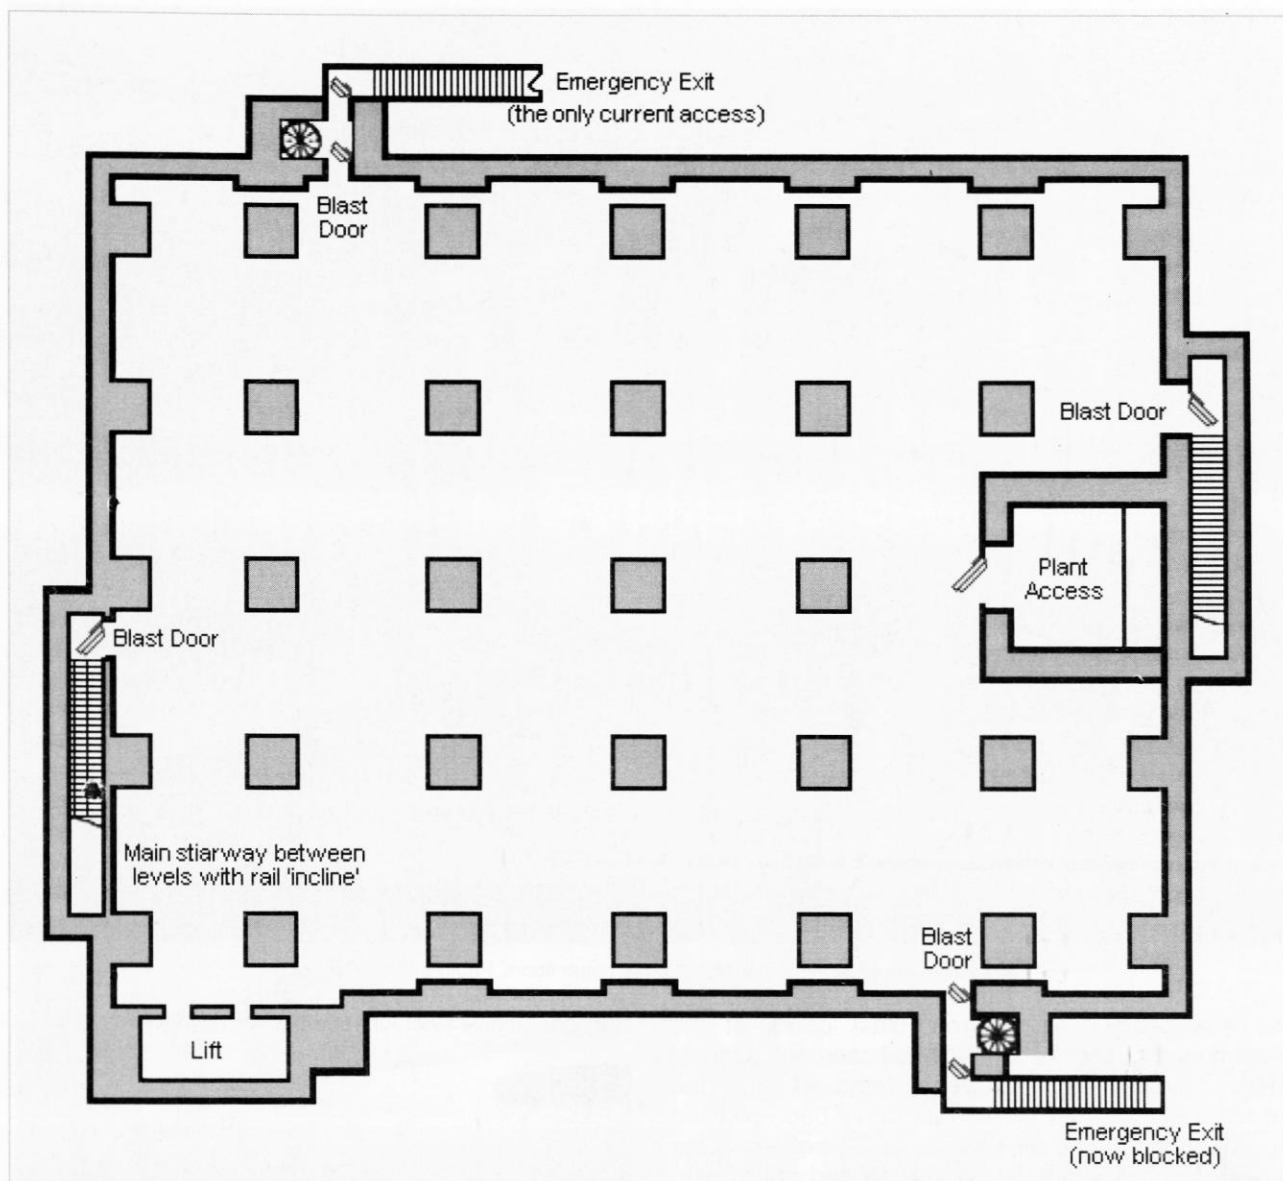 Emergency Exit
(the only current access)
Blast
Door
Blast Door
Plant
Access
Blast Door
Main stiarway between
levels with rail 'incline'
Blast
Door
Lift
Emergency Exit
(now blocked)